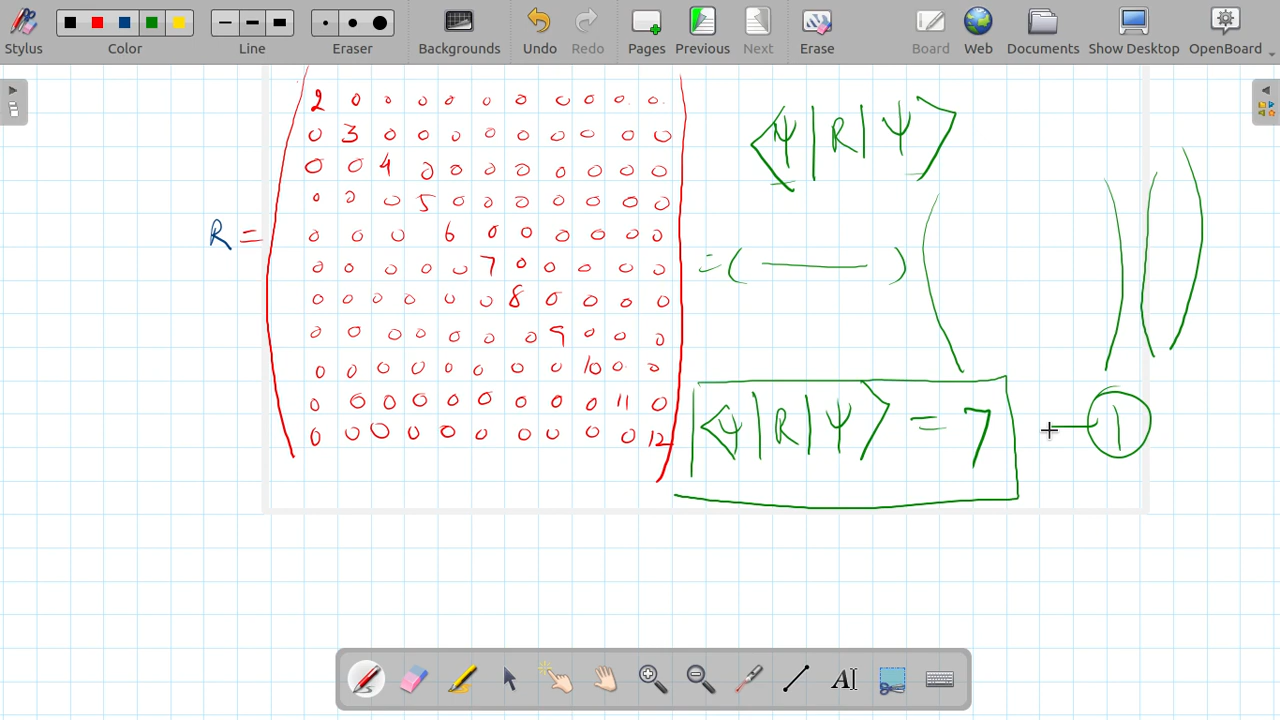 Stylus Color Line Eraser Backgrounds Undo Redo Pages Previous Next Erase Board Web Documents Show Desktop OpenBoard
2 0 0 0 0 0 0 0 0 0 0
0 3 0 0 0 0 0 0 0 0 0
0 0 4 0 0 0 0 0 0 0 0
0 0 0 5 0 0 0 0 0 0 0
R = 0 0 0 6 0 0 0 0 0 0
0 0 0 0 0 7 0 0 0 0 0
0 0 0 0 0 0 8 0 0 0 0
0 0 0 0 0 0 0 9 0 0 0
0 0 0 0 0 0 0 0 10 0 0
0 0 0 0 0 0 0 0 0 11 0
0 0 0 0 0 0 0 0 0 0 12
⟨ψ|R|ψ⟩
= ( — ) ( ) ( )
|⟨ψ|R|ψ⟩ = 7 — 1
A